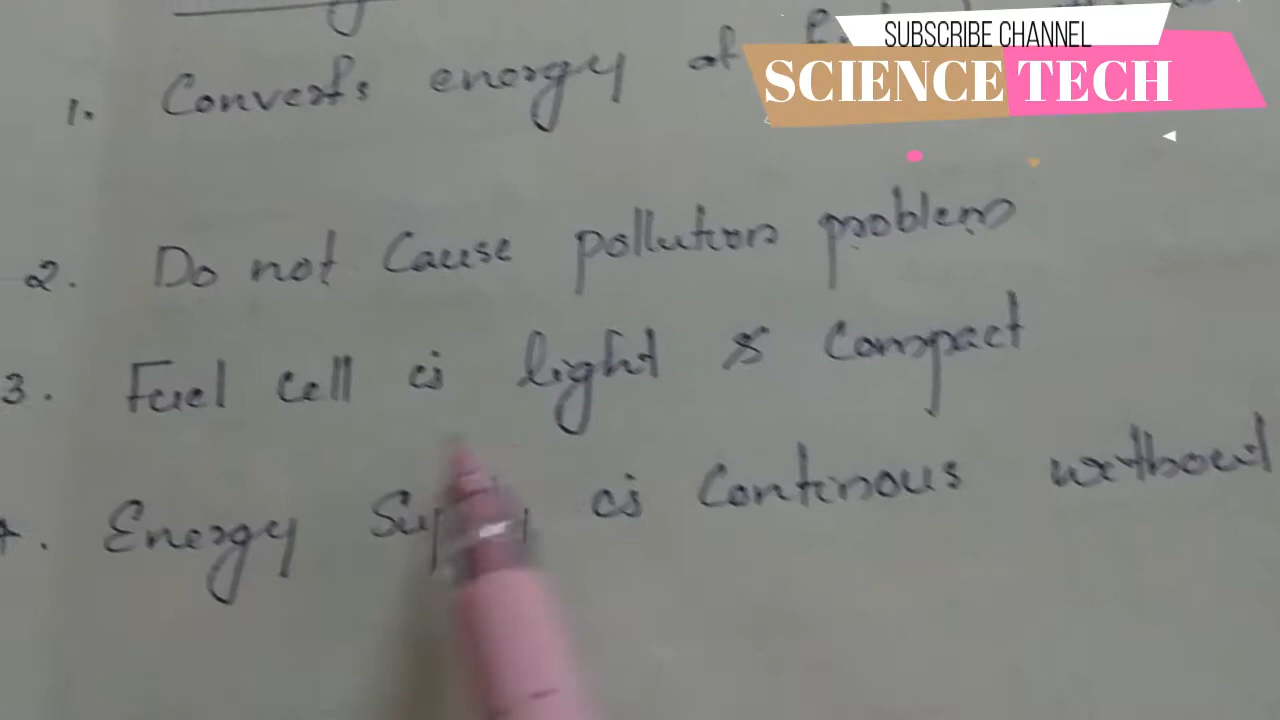 SUBSCRIBE CHANNEL
SCIENCE TECH
1. Converts energy of
2. Do not Cause pollution problem
3. Fuel cell is light & Compact
4. Energy is Continous without